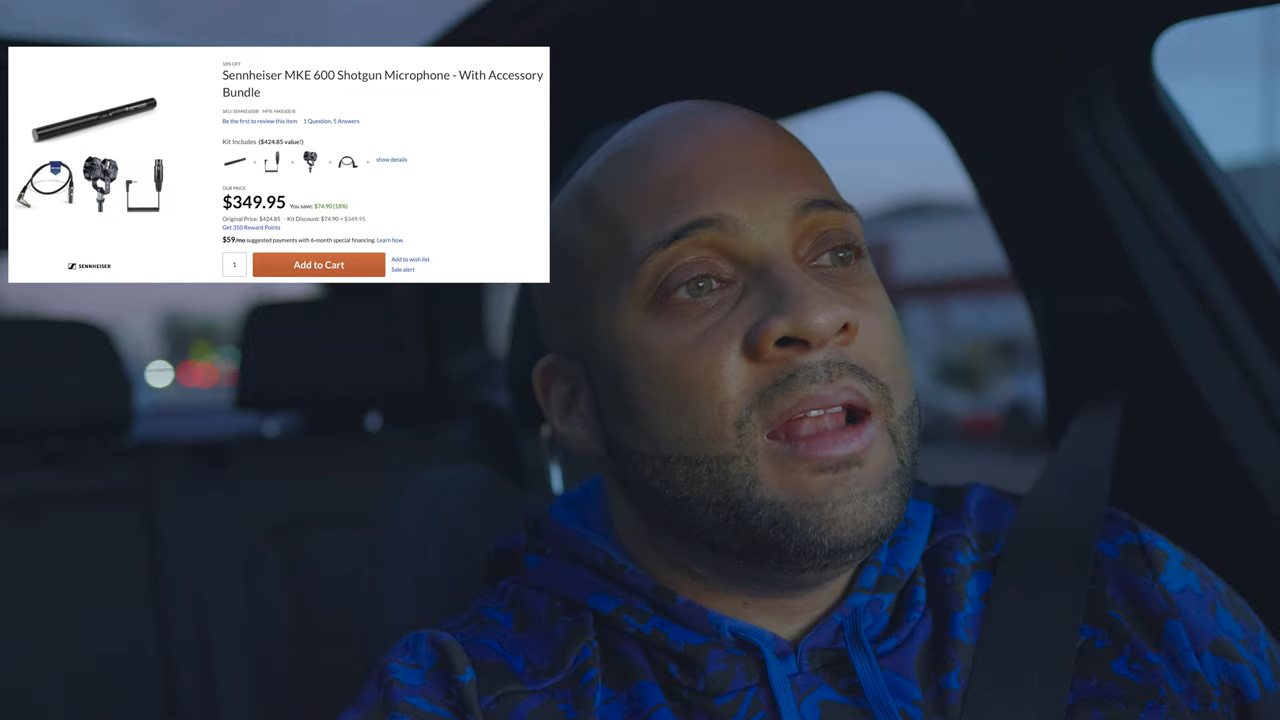 18% OFF
Sennheiser MKE 600 Shotgun Microphone - With Accessory
Bundle
SKU: SEMKE600B MFR: MKE600 B
Be the first to review this item 1 Question, 5 Answers
Kit Includes ($424.85 value!)
+ + + + show details
OUR PRICE
$349.95 You save: $74.90 (18%)
Original Price: $424.85 - Kit Discount: $74.90 = $349.95
Get 350 Reward Points
$59/mo suggested payments with 6-month special financing. Learn how.
1 Add to Cart
Add to wish list
Sale alert
SENNHEISER